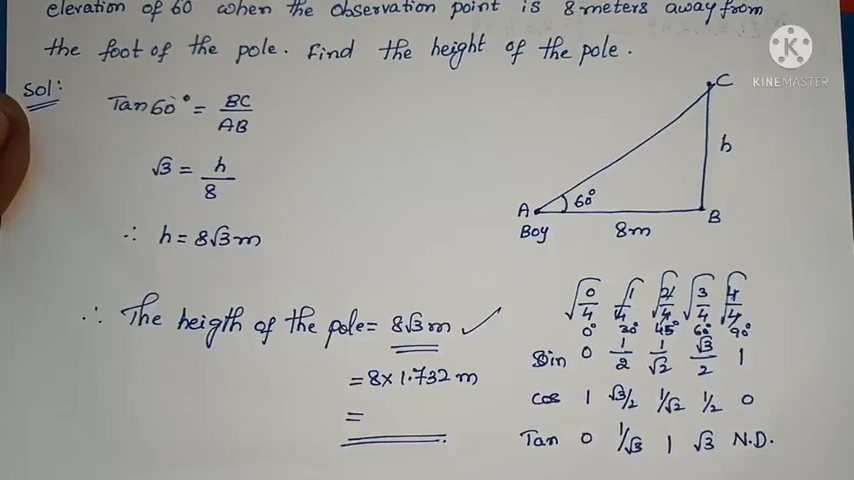 elevation of 60 when the observation point is 8 meters away from
the foot of the pole. Find the height of the pole.
Sol:
Tan 60° = BC/AB
√3 = h/8
∴ h = 8√3 m
∴ The heigth of the pole = 8√3 m ✓
= 8 × 1.732 m
=
C
h
A 60° B
Boy 8m
√0/4 √1/4 √2/4 √3/4 √4/4
0° 30° 45° 60° 90°
Sin 0 1/2 1/√2 √3/2 1
cos 1 √3/2 1/√2 1/2 0
Tan 0 1/√3 1 √3 N.D.
K
KINEMASTER